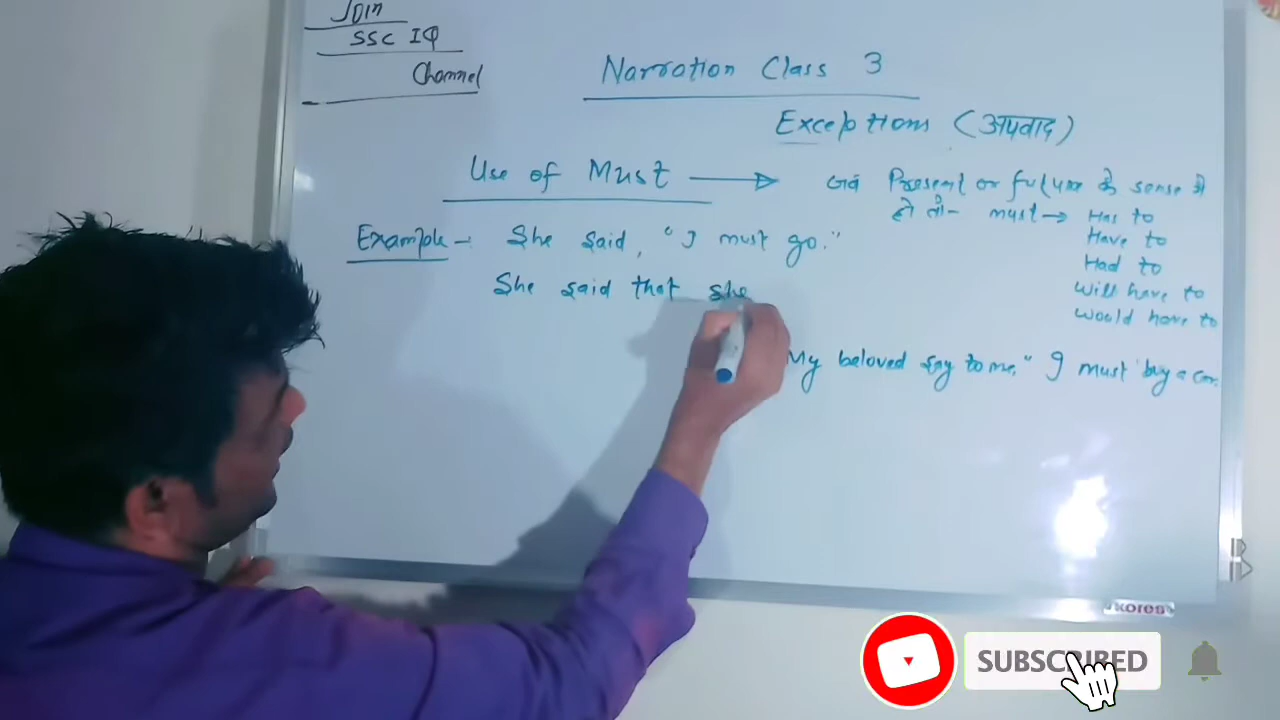 Join
SSC IQ
Channel
Narration Class 3
Exceptions (अपवाद)
Use of Must → जब Present or future के sense में
हो तो- must → Has to
Have to
Had to
Will have to
Would have to
Example -: She said, "I must go."
She said that she
My beloved say to me," I must buy a car.
kores
SUBSCRIBED